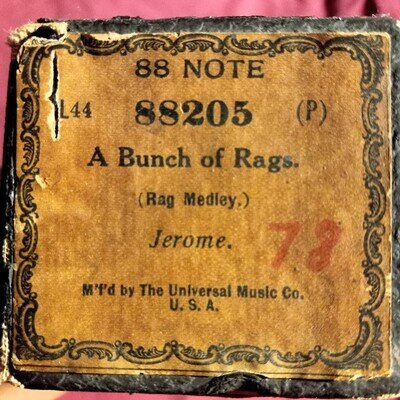 88 NOTE
L44 88205 (P)
A Bunch of Rags.
(Rag Medley.)
Jerome. 78
M'f'd by The Universal Music Co.
U. S. A.